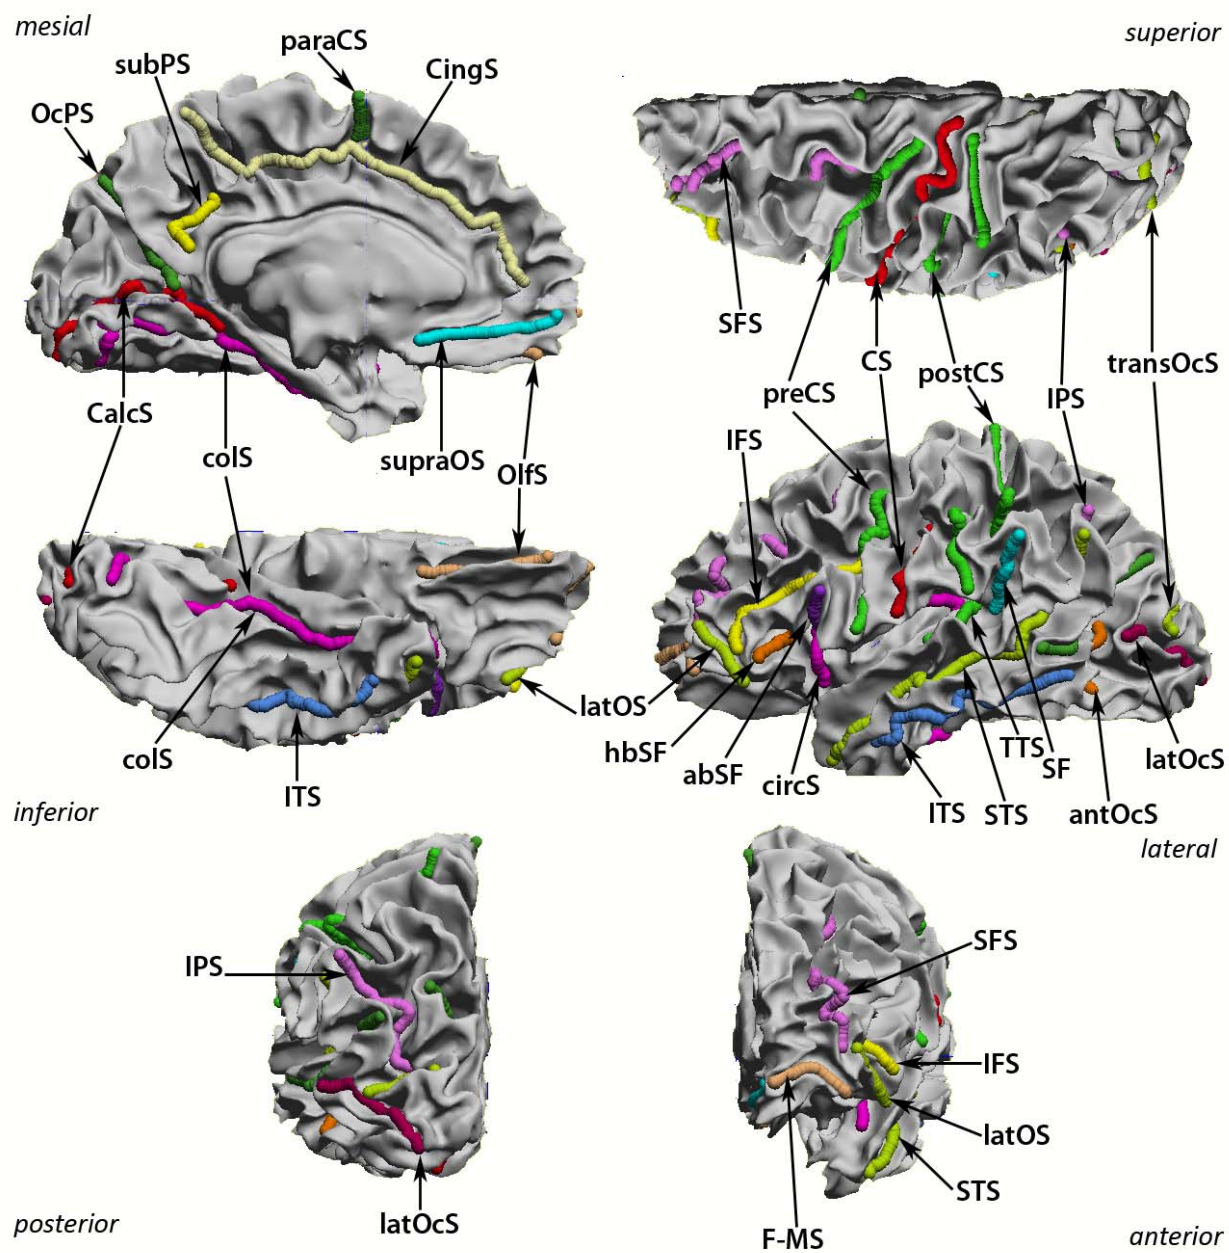 mesial
paraCS
superior
subPS
CingS
OcPS
SFS
CS
postCS
transOcS
preCS
IPS
CalcS
IFS
colS
supraOS
OlfS
latOS
hbSF
abSF
circS
TTS
SF
latOcS
colS
ITS
ITS
STS
antOcS
inferior
lateral
SFS
IPS
IFS
latOS
STS
latOcS
posterior
F-MS
anterior